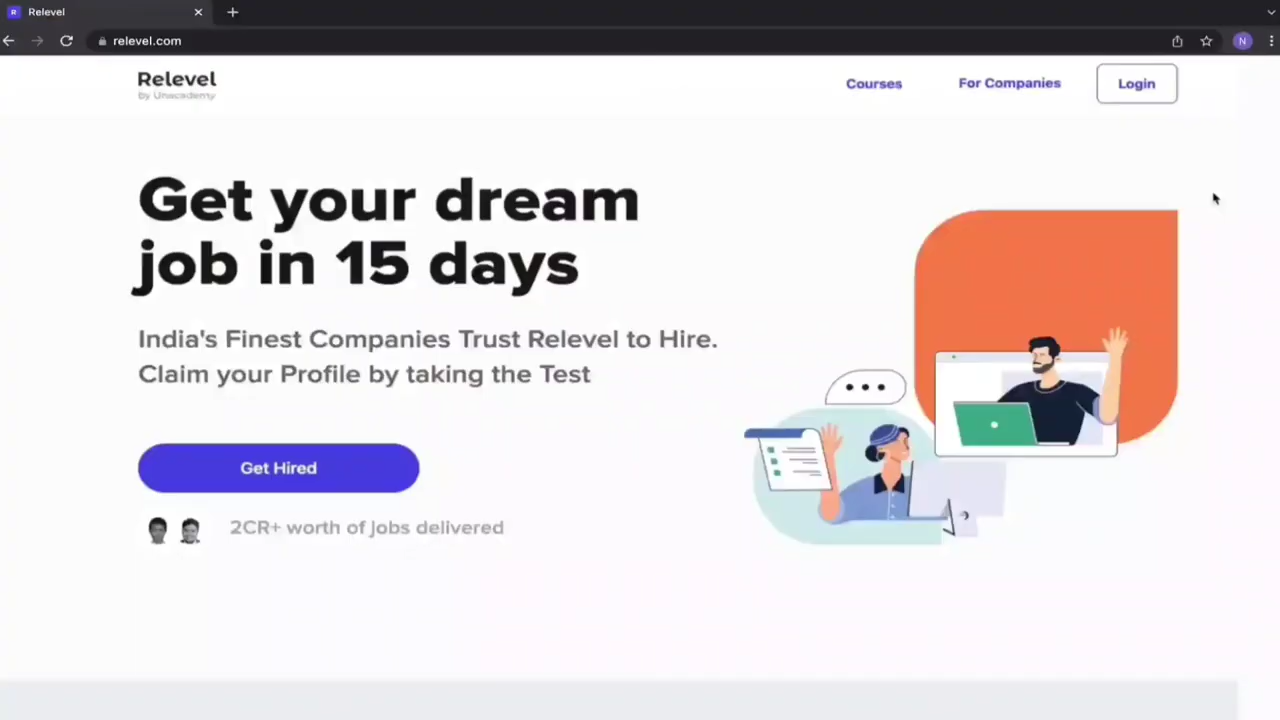 Relevel
relevel.com
N
Relevel
by Unacademy
Courses
For Companies
Login
Get your dream
job in 15 days
India's Finest Companies Trust Relevel to Hire.
Claim your Profile by taking the Test
Get Hired
2CR+ worth of jobs delivered